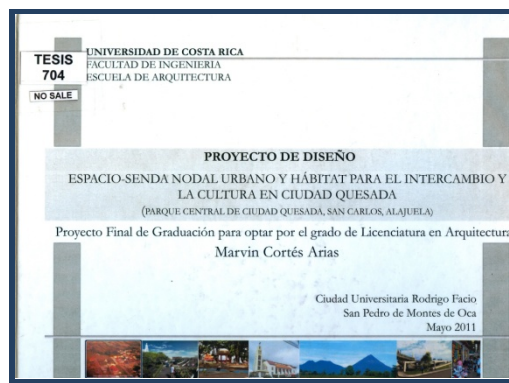 TESIS
704
NO SALE
UNIVERSIDAD DE COSTA RICA
FACULTAD DE INGENIERIA
ESCUELA DE ARQUITECTURA
PROYECTO DE DISEÑO
ESPACIO-SENDA NODAL URBANO Y HÁBITAT PARA EL INTERCAMBIO Y
LA CULTURA EN CIUDAD QUESADA
(PARQUE CENTRAL DE CIUDAD QUESADA, SAN CARLOS, ALAJUELA)
Proyecto Final de Graduación para optar por el grado de Licenciatura en Arquitectura
Marvin Cortés Arias
Ciudad Universitaria Rodrigo Facio
San Pedro de Montes de Oca
Mayo 2011